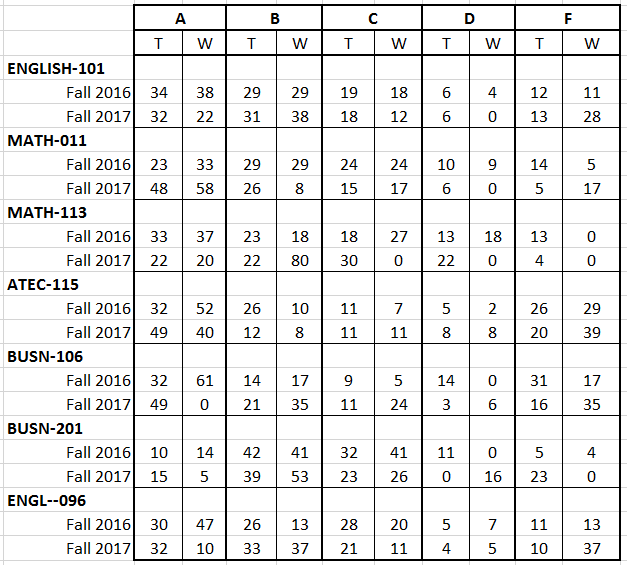 A B C D F
T W T W T W T W T W
ENGLISH-101
Fall 2016 34 38 29 29 19 18 6 4 12 11
Fall 2017 32 22 31 38 18 12 6 0 13 28
MATH-011
Fall 2016 23 33 29 29 24 24 10 9 14 5
Fall 2017 48 58 26 8 15 17 6 0 5 17
MATH-113
Fall 2016 33 37 23 18 18 27 13 18 13 0
Fall 2017 22 20 22 80 30 0 22 0 4 0
ATEC-115
Fall 2016 32 52 26 10 11 7 5 2 26 29
Fall 2017 49 40 12 8 11 11 8 8 20 39
BUSN-106
Fall 2016 32 61 14 17 9 5 14 0 31 17
Fall 2017 49 0 21 35 11 24 3 6 16 35
BUSN-201
Fall 2016 10 14 42 41 32 41 11 0 5 4
Fall 2017 15 5 39 53 23 26 0 16 23 0
ENGL--096
Fall 2016 30 47 26 13 28 20 5 7 11 13
Fall 2017 32 10 33 37 21 11 4 5 10 37